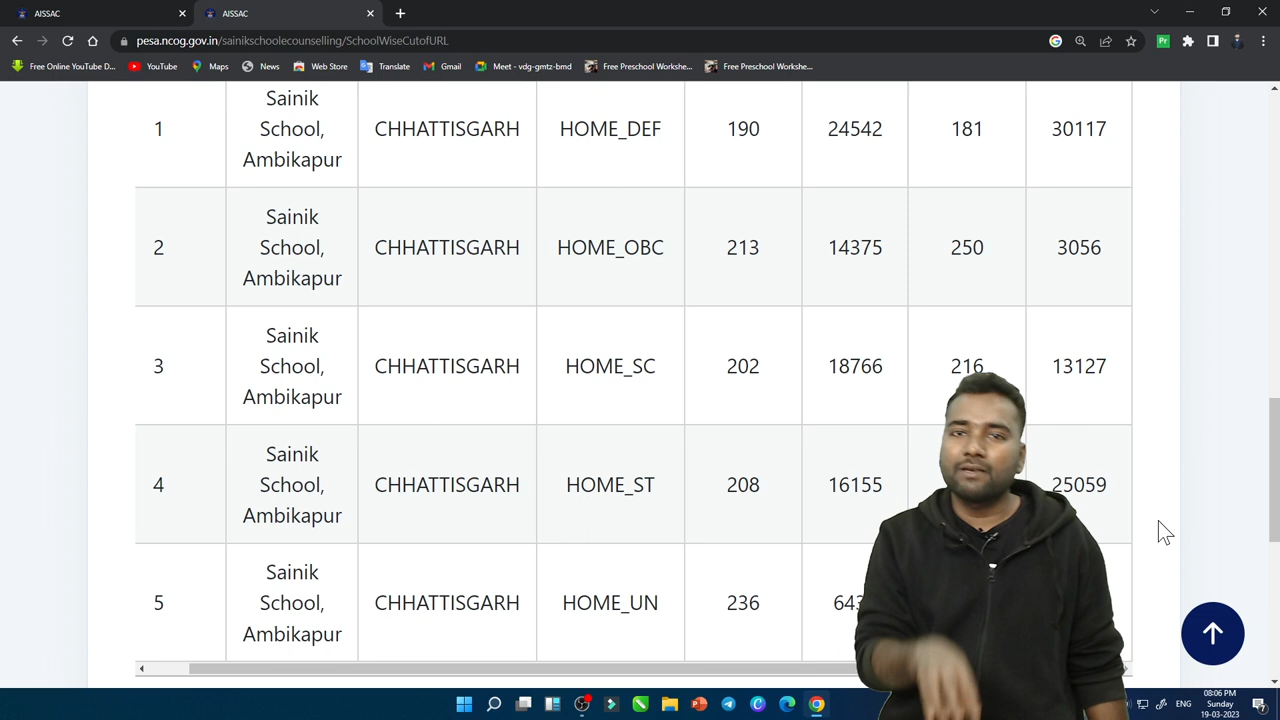 AISSAC
AISSAC
pesa.ncog.gov.in/sainikschoolecounselling/SchoolWiseCutofURL
Free Online YouTube D... YouTube Maps News Web Store Translate Gmail Meet - vdg-gmtz-bmd Free Preschool Workshe... Free Preschool Workshe...
1 Sainik School, Ambikapur CHHATTISGARH HOME_DEF 190 24542 181 30117
2 Sainik School, Ambikapur CHHATTISGARH HOME_OBC 213 14375 250 3056
3 Sainik School, Ambikapur CHHATTISGARH HOME_SC 202 18766 216 13127
4 Sainik School, Ambikapur CHHATTISGARH HOME_ST 208 16155 25059
5 Sainik School, Ambikapur CHHATTISGARH HOME_UN 236
ENG
08:06 PM
Sunday
19-03-2023